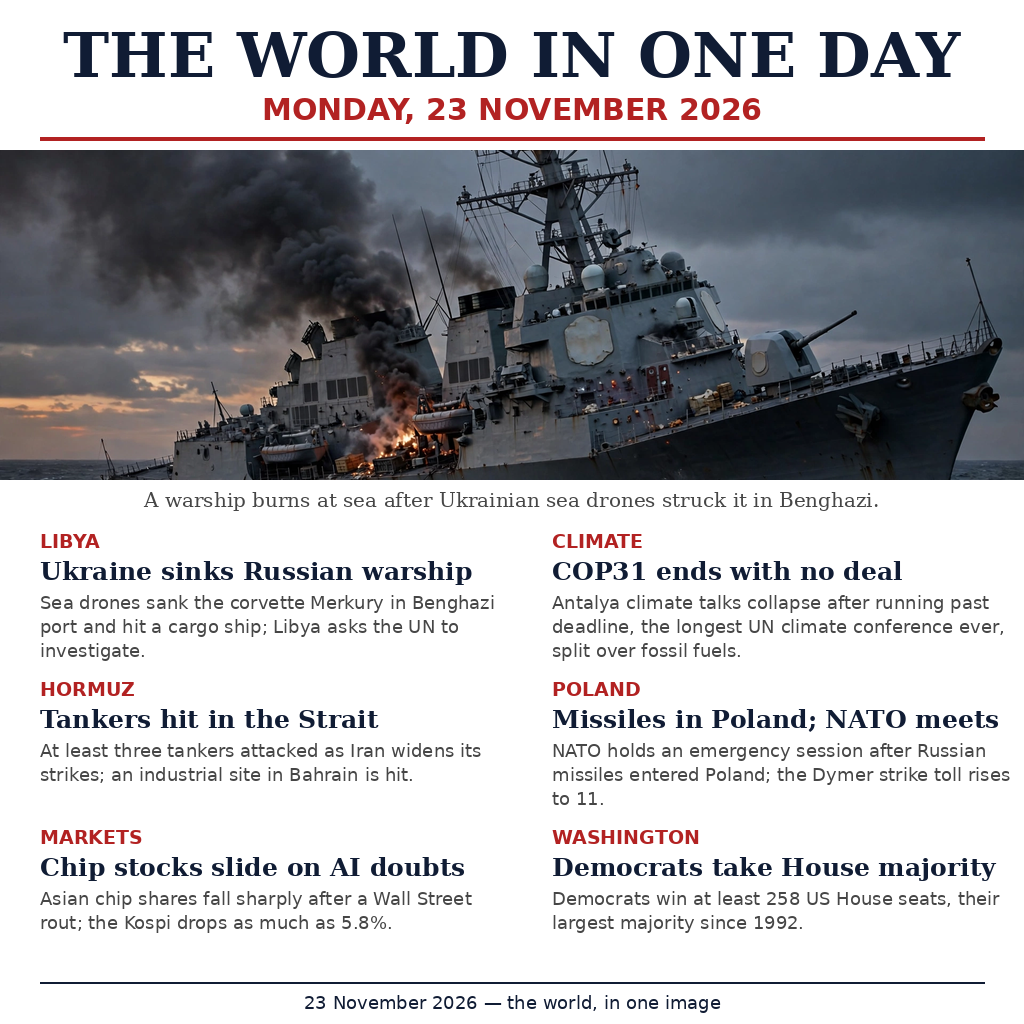 THE WORLD IN ONE DAY
MONDAY, 23 NOVEMBER 2026
A warship burns at sea after Ukrainian sea drones struck it in Benghazi.
LIBYA
Ukraine sinks Russian warship
Sea drones sank the corvette Merkury in Benghazi
port and hit a cargo ship; Libya asks the UN to
investigate.
CLIMATE
COP31 ends with no deal
Antalya climate talks collapse after running past
deadline, the longest UN climate conference ever,
split over fossil fuels.
HORMUZ
Tankers hit in the Strait
At least three tankers attacked as Iran widens its
strikes; an industrial site in Bahrain is hit.
POLAND
Missiles in Poland; NATO meets
NATO holds an emergency session after Russian
missiles entered Poland; the Dymer strike toll rises
to 11.
MARKETS
Chip stocks slide on AI doubts
Asian chip shares fall sharply after a Wall Street
rout; the Kospi drops as much as 5.8%.
WASHINGTON
Democrats take House majority
Democrats win at least 258 US House seats, their
largest majority since 1992.
23 November 2026 — the world, in one image